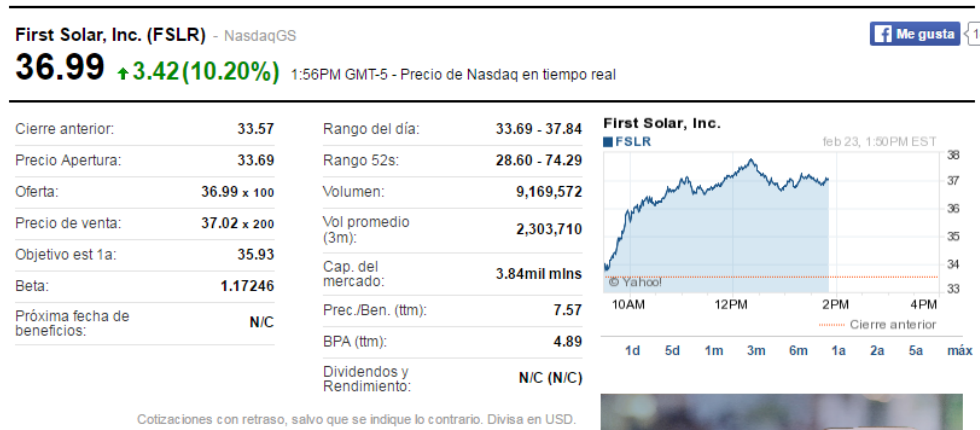 First Solar, Inc. (FSLR) - NasdaqGS
Me gusta
1
36.99 3.42(10.20%) 1:56PM GMT-5 - Precio de Nasdaq en tiempo real
Cierre anterior: 33.57
Precio Apertura: 33.69
Oferta: 36.99 x 100
Precio de venta: 37.02 x 200
Objetivo est 1a: 35.93
Beta: 1.17246
Próxima fecha de
beneficios: N/C
Rango del día: 33.69 - 37.84
Rango 52s: 28.60 - 74.29
Volumen: 9,169,572
Vol promedio
(3m): 2,303,710
Cap. del
mercado: 3.84mil mlns
Prec./Ben. (ttm): 7.57
BPA (ttm): 4.89
Dividendos y
Rendimiento: N/C (N/C)
First Solar, Inc.
FSLR feb 23, 1:50PM EST
38
37
36
35
34
33
© Yahoo!
10AM 12PM 2PM 4PM
Cierre anterior
1d 5d 1m 3m 6m 1a 2a 5a máx
Cotizaciones con retraso, salvo que se indique lo contrario. Divisa en USD.